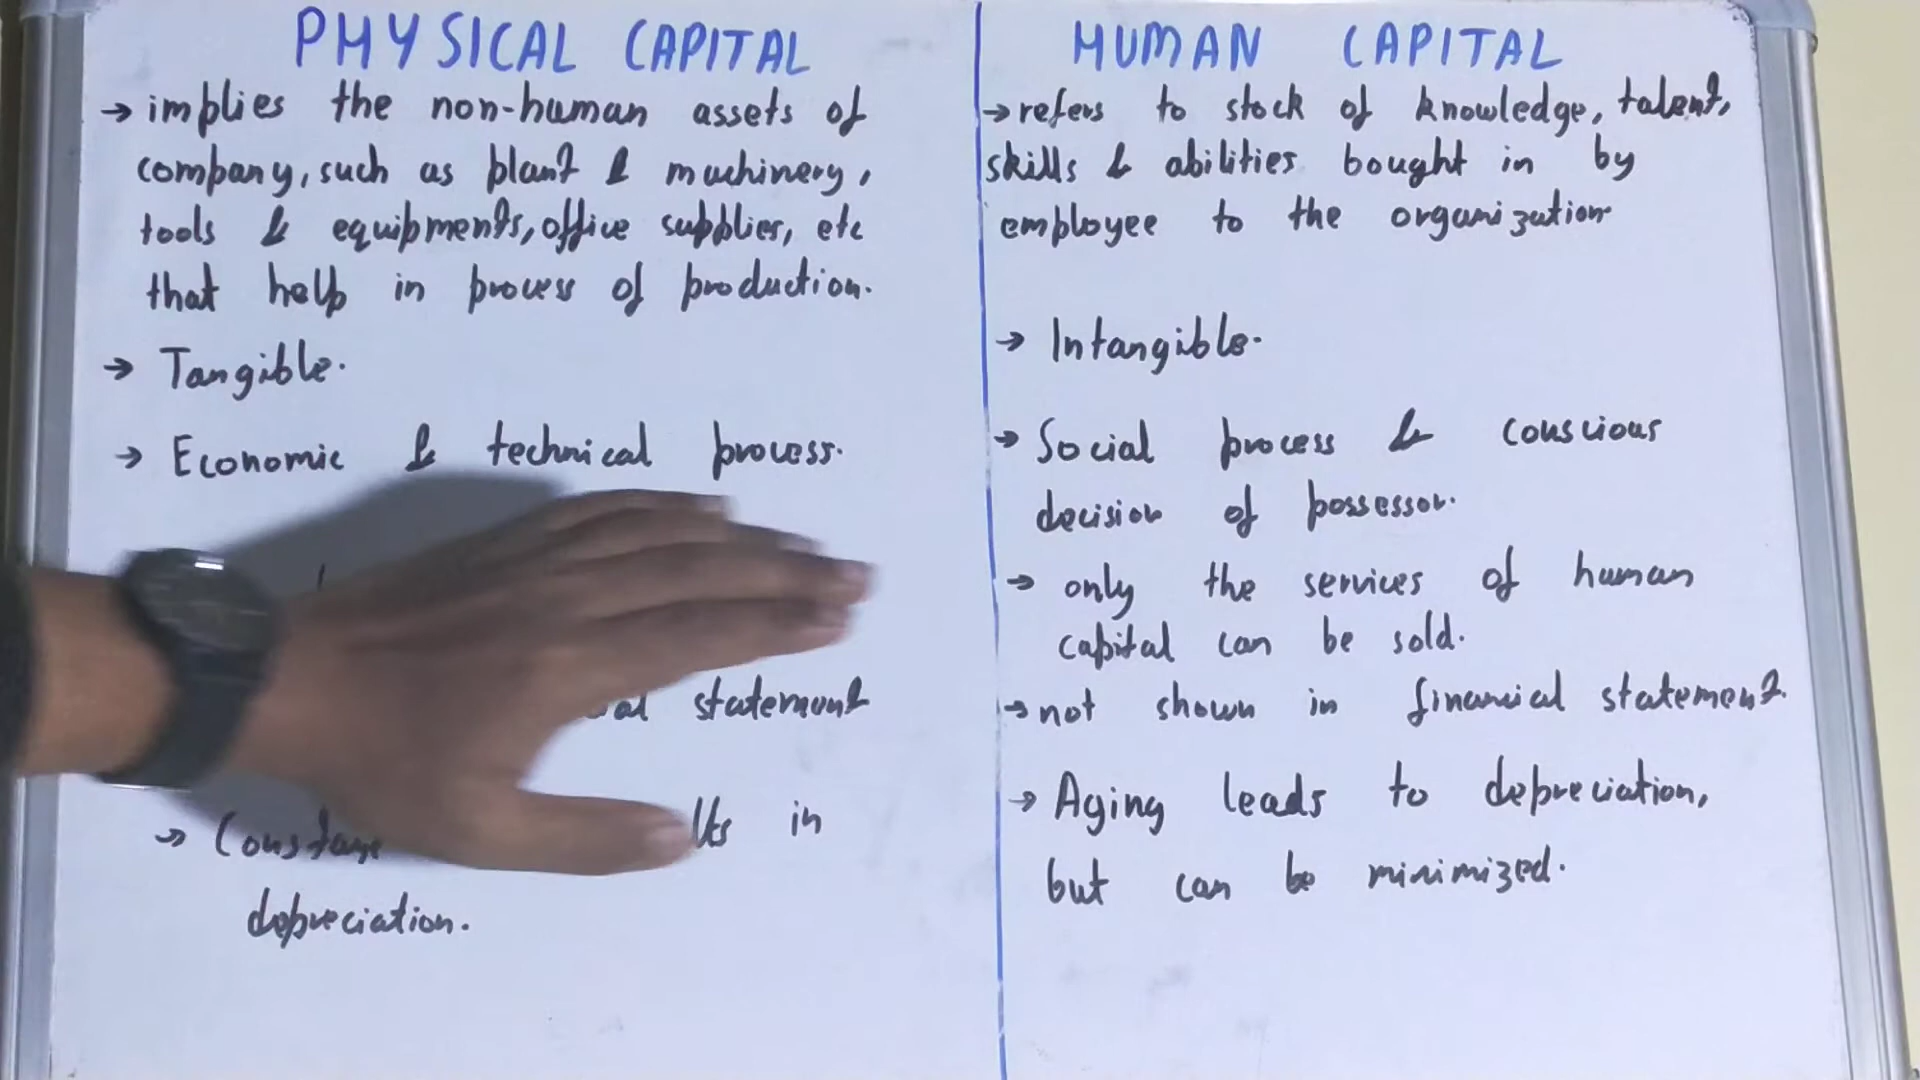 PHYSICAL CAPITAL
→ implies the non-human assets of
company, such as plant & machinery,
tools & equipments, office supplies, etc
that help in process of production.
→ Tangible.
→ Economic & technical process.
statement
→
in
depreciation.
HUMAN CAPITAL
→ refers to stock of knowledge, talent,
skills & abilities bought in by
employee to the organization
→ Intangible.
→ Social process & conscious
decision of possessor.
→ only the services of human
capital can be sold.
→ not shown in financial statement.
→ Aging leads to depreciation,
but can be minimized.